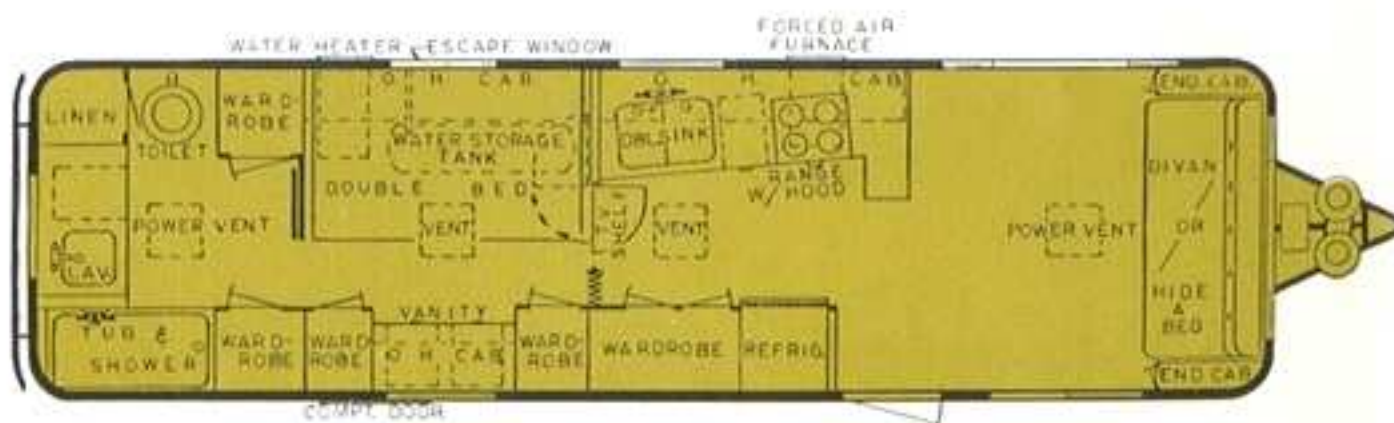 WATER HEATER
ESCAPE WINDOW
FORCED AIR
FURNACE
LINEN
TOILET
WARD-
ROBE
O. H. CAB
WATER STORAGE
TANK
DOUBLE BED
O. H. CAB
DBL SINK
RANGE
W/ HOOD
END CAB.
POWER VENT
VENT
T.V.
SHELF
VENT
POWER VENT
DIVAN
OR
HIDE
A
BED
LAV.
TUB &
SHOWER
WARD-
ROBE
WARD-
ROBE
VANITY
O. H. CAB
WARD-
ROBE
WARDROBE
REFRIG.
END CAB.
COMPT. DOOR